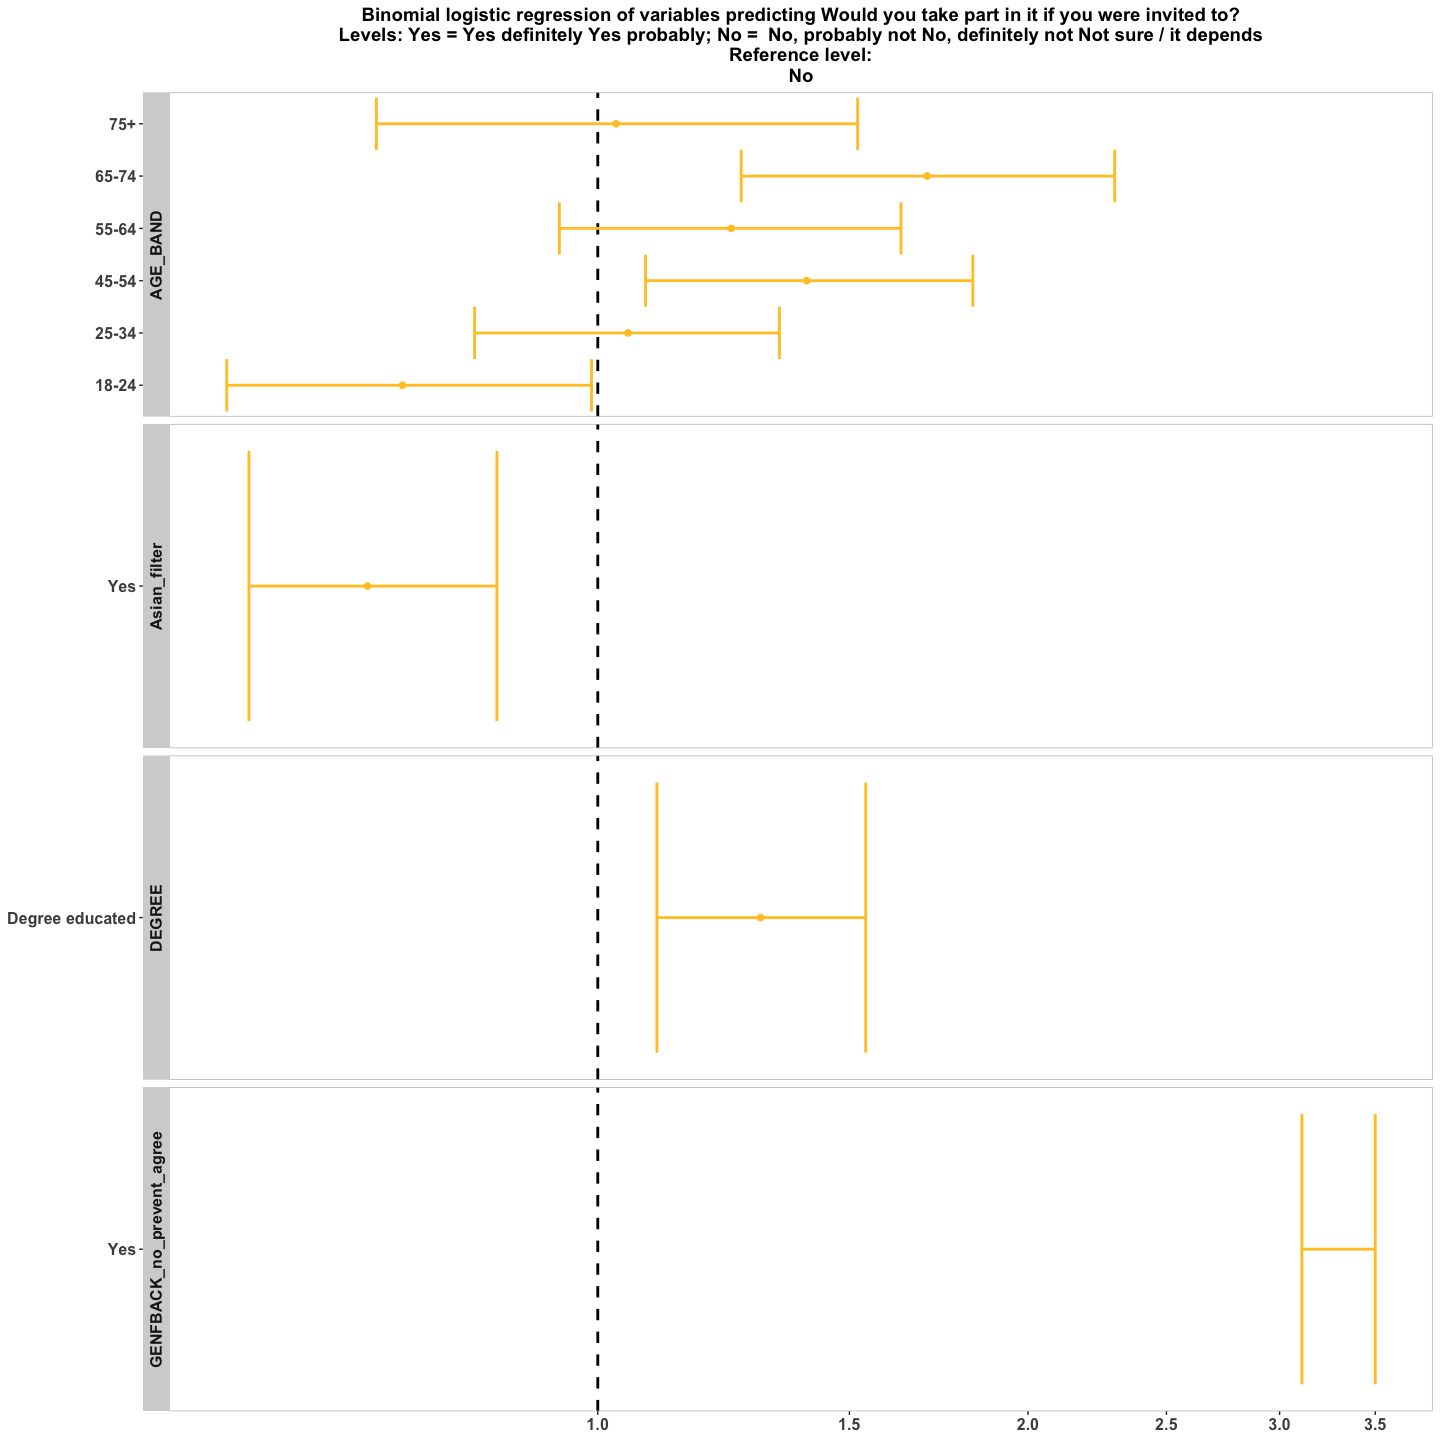 Binomial logistic regression of variables predicting Would you take part in it if you were invited to?
Levels: Yes = Yes definitely Yes probably; No =  No, probably not No, definitely not Not sure / it depends
Reference level:
No
AGE_BAND
75+
65-74
55-64
45-54
25-34
18-24
Asian_filter
Yes
DEGREE
Degree educated
GENFBACK_no_prevent_agree
Yes
1.0 1.5 2.0 2.5 3.0 3.5